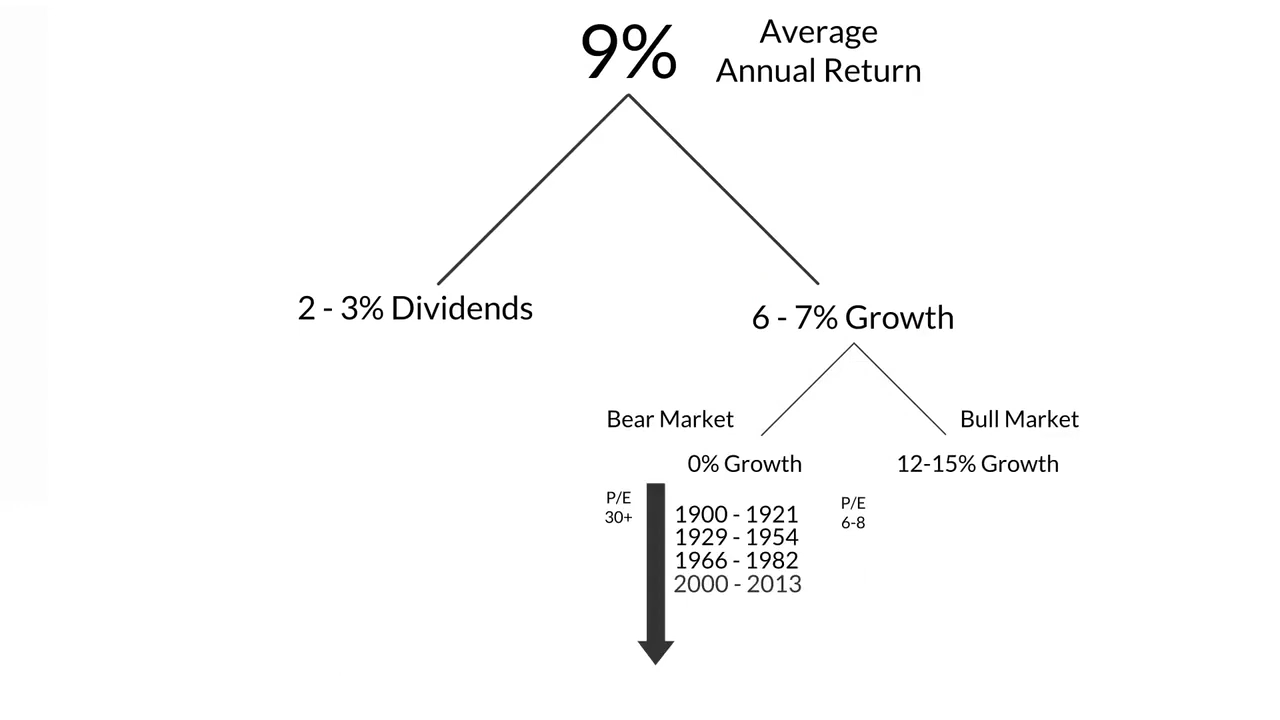 9%
Average
Annual Return
2 - 3% Dividends
6 - 7% Growth
Bear Market
Bull Market
0% Growth
12-15% Growth
P/E
30+
1900 - 1921
1929 - 1954
1966 - 1982
2000 - 2013
P/E
6-8